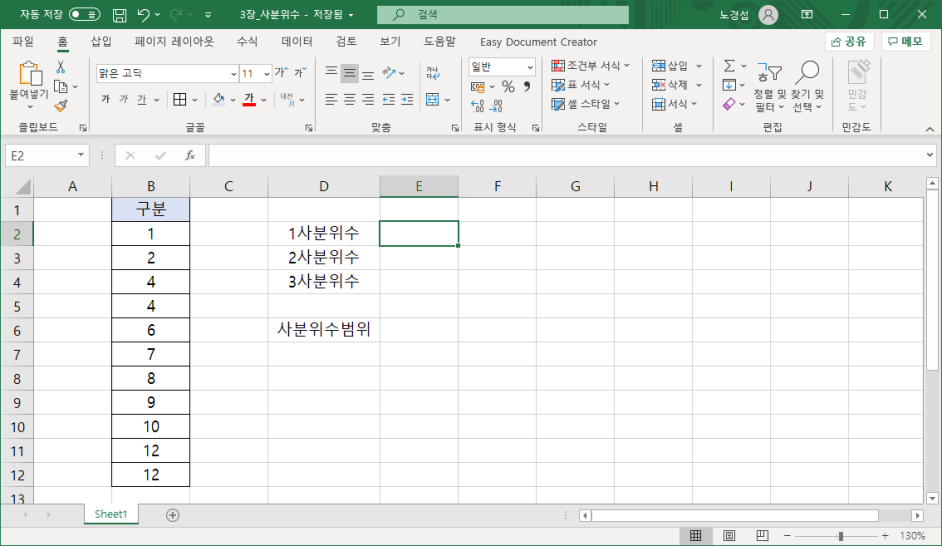 자동 저장 끔 3장_사분위수 - 저장됨 검색 노경섭
파일 홈 삽입 페이지 레이아웃 수식 데이터 검토 보기 도움말 Easy Document Creator 공유 메모
붙여넣기 맑은 고딕 11 가 가 일반 조건부 서식 삽입
가 가 가 가 표 서식 삭제 정렬 및 필터 찾기 및 선택 민감도
셀 스타일 서식
클립보드 글꼴 맞춤 표시 형식 스타일 셀 편집 민감도
E2 fx
A B C D E F G H I J K
1 구분
2 1 1사분위수
3 2 2사분위수
4 4 3사분위수
5 4
6 6 사분위수범위
7 7
8 8
9 9
10 10
11 12
12 12
13
Sheet1
130%